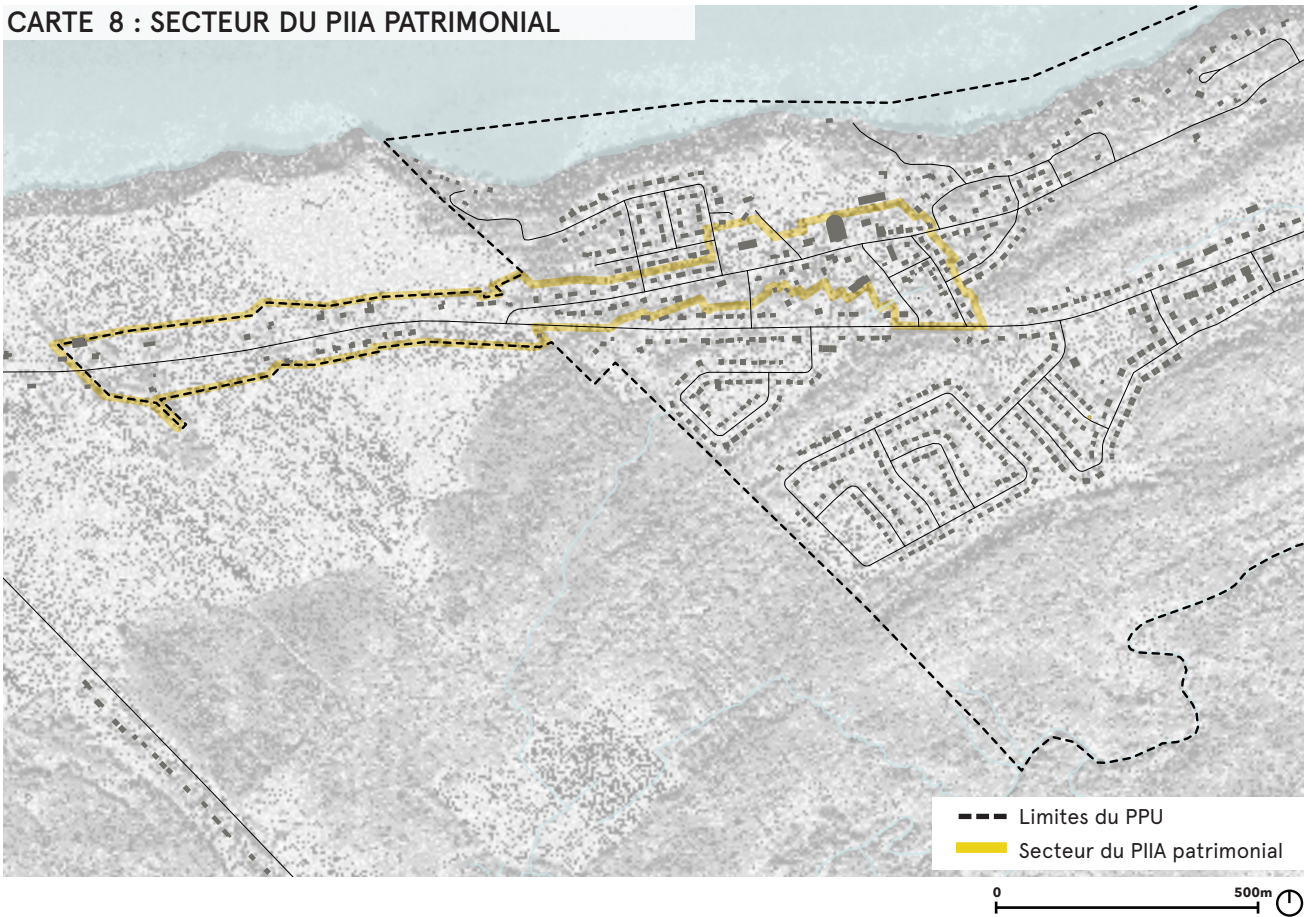 CARTE 8 : SECTEUR DU PIIA PATRIMONIAL
Limites du PPU
Secteur du PIIA patrimonial
0 500m